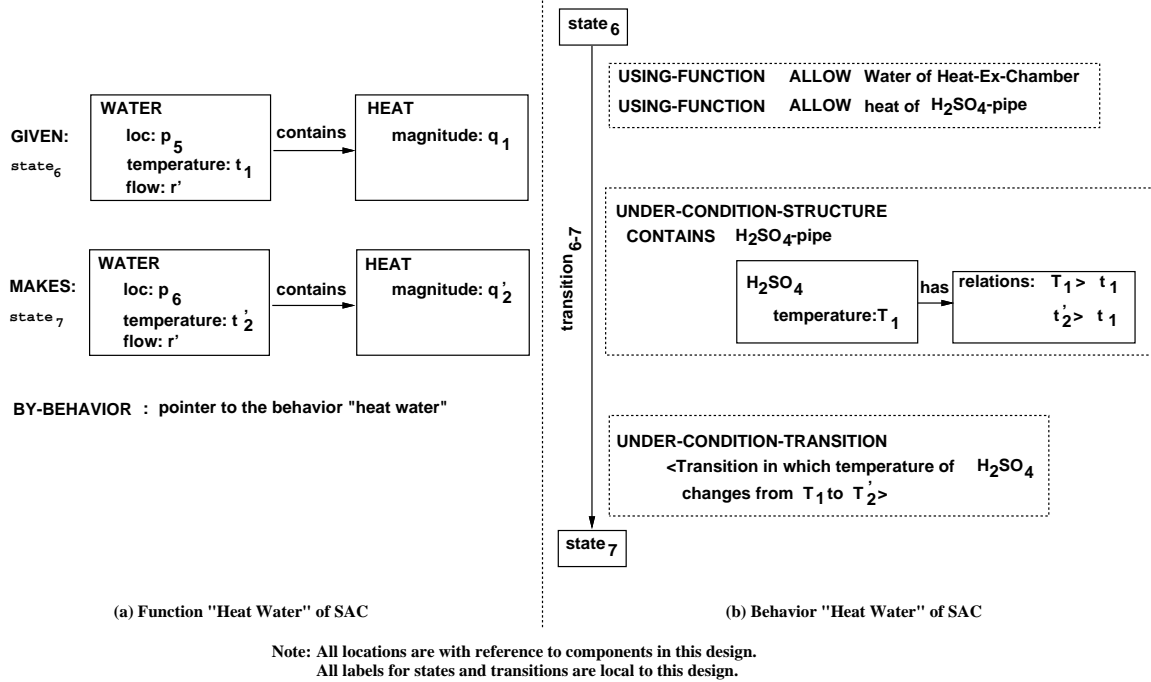 GIVEN:
state6
WATER
loc: p5
temperature: t1
flow: r'
contains
HEAT
magnitude: q1
MAKES:
state7
WATER
loc: p6
temperature: t'2
flow: r'
contains
HEAT
magnitude: q'2
BY-BEHAVIOR : pointer to the behavior "heat water"
(a) Function "Heat Water" of SAC
state6
transition6-7
USING-FUNCTION ALLOW Water of Heat-Ex-Chamber
USING-FUNCTION ALLOW heat of H2SO4-pipe
UNDER-CONDITION-STRUCTURE
CONTAINS H2SO4-pipe
H2SO4
temperature:T1
has
relations: T1> t1
t'2> t1
UNDER-CONDITION-TRANSITION
<Transition in which temperature of H2SO4
changes from T1 to T'2>
state7
(b) Behavior "Heat Water" of SAC
Note: All locations are with reference to components in this design.
All labels for states and transitions are local to this design.